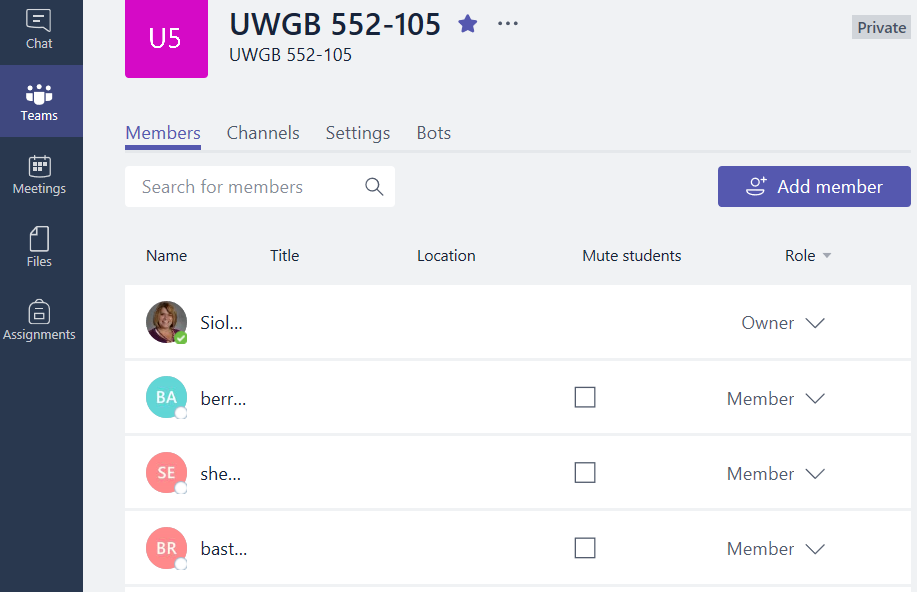 Chat
Teams
Meetings
Files
Assignments
U5
UWGB 552-105
UWGB 552-105
Private
Members Channels Settings Bots
Search for members
Add member
Name Title Location Mute students Role
Siol... Owner
BA berr... Member
SE she... Member
BR bast... Member